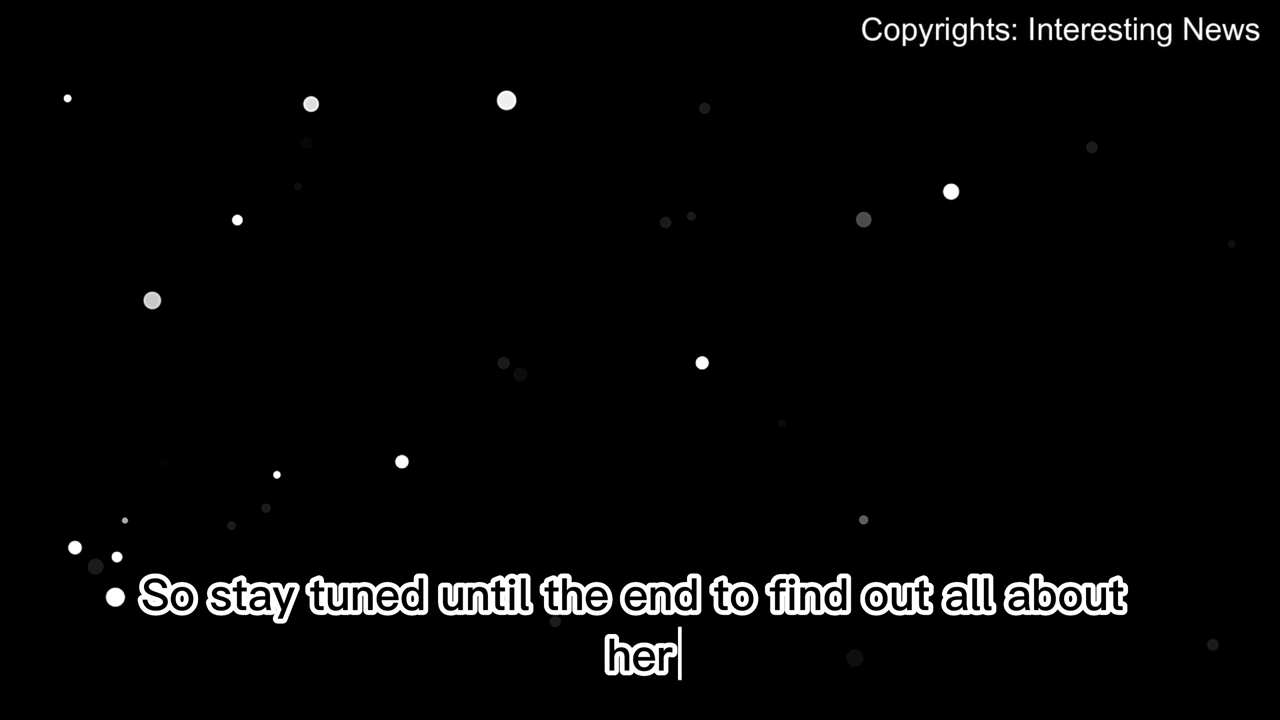 Copyrights: Interesting News
So stay tuned until the end to find out all about
her